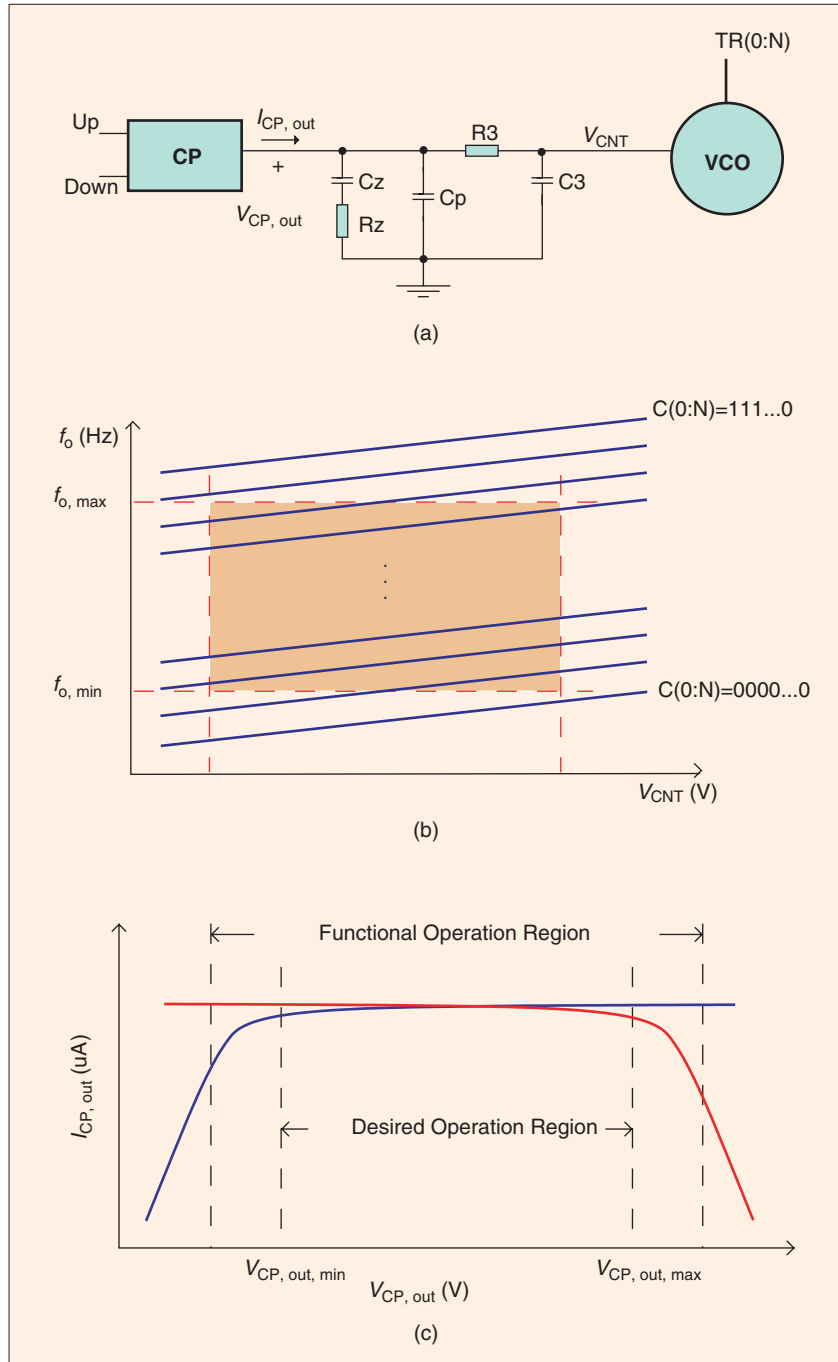 TR(0:N)
Up
Down
CP
I_CP, out
+
V_CP, out
Cz
Rz
Cp
R3
C3
V_CNT
VCO
(a)
f_o (Hz)
C(0:N)=111...0
f_o, max
f_o, min
C(0:N)=0000...0
V_CNT (V)
(b)
Functional Operation Region
I_CP, out (uA)
Desired Operation Region
V_CP, out, min
V_CP, out, max
V_CP, out (V)
(c)